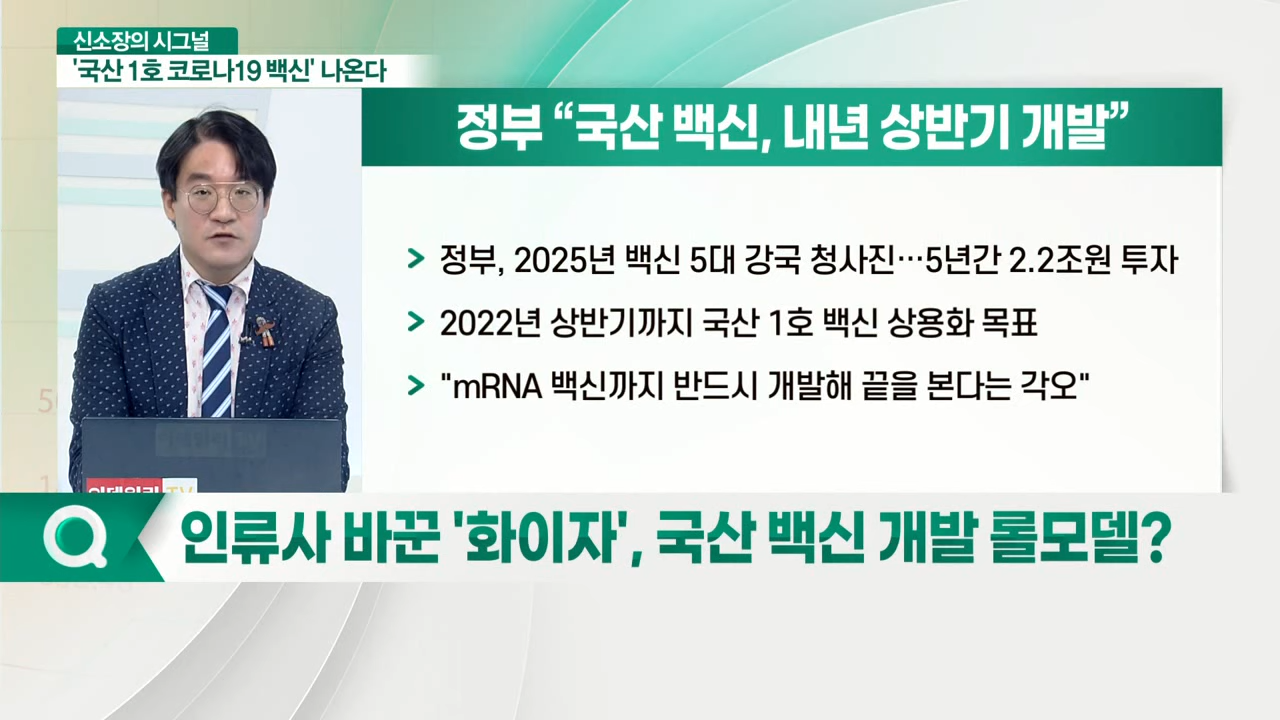 신소장의 시그널
'국산 1호 코로나19 백신' 나온다
정부 “국산 백신, 내년 상반기 개발”
정부, 2025년 백신 5대 강국 청사진…5년간 2.2조원 투자
2022년 상반기까지 국산 1호 백신 상용화 목표
"mRNA 백신까지 반드시 개발해 끝을 본다는 각오"
이데일리 TV
인류사 바꾼 '화이자', 국산 백신 개발 롤모델?